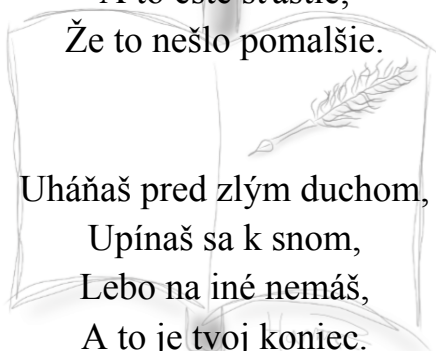 A to ešte šťastie,
Že to nešlo pomalšie.
Uháňaš pred zlým duchom,
Upínaš sa k snom,
Lebo na iné nemáš,
A to je tvoj koniec.